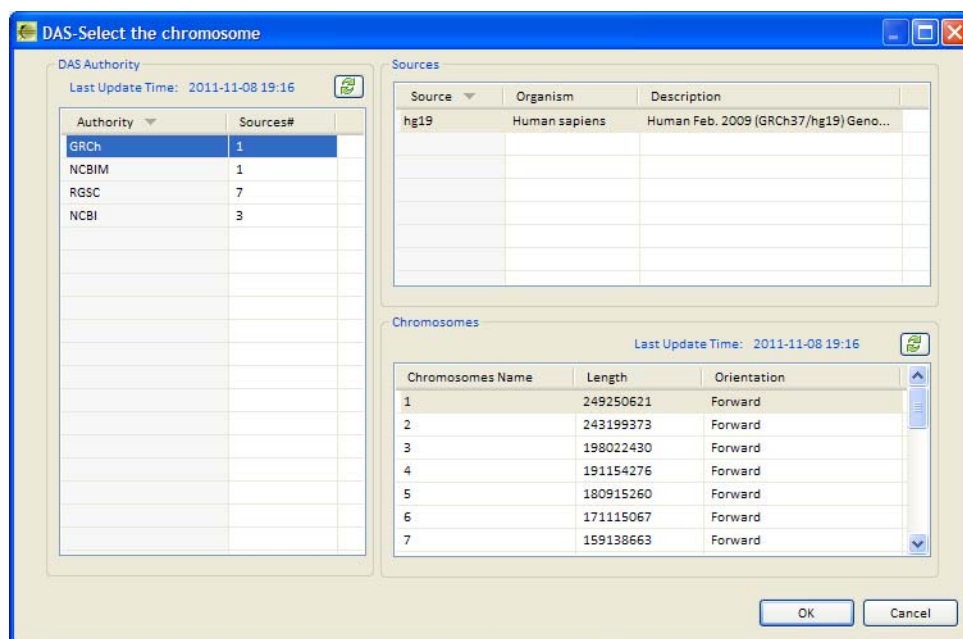 DAS-Select the chromosome
DAS Authority
Last Update Time: 2011-11-08 19:16
Authority Sources#
GRCh 1
NCBIM 1
RGSC 7
NCBI 3
Sources
Source Organism Description
hg19 Human sapiens Human Feb. 2009 (GRCh37/hg19) Geno...
Chromosomes
Last Update Time: 2011-11-08 19:16
Chromosomes Name Length Orientation
1 249250621 Forward
2 243199373 Forward
3 198022430 Forward
4 191154276 Forward
5 180915260 Forward
6 171115067 Forward
7 159138663 Forward
OK Cancel